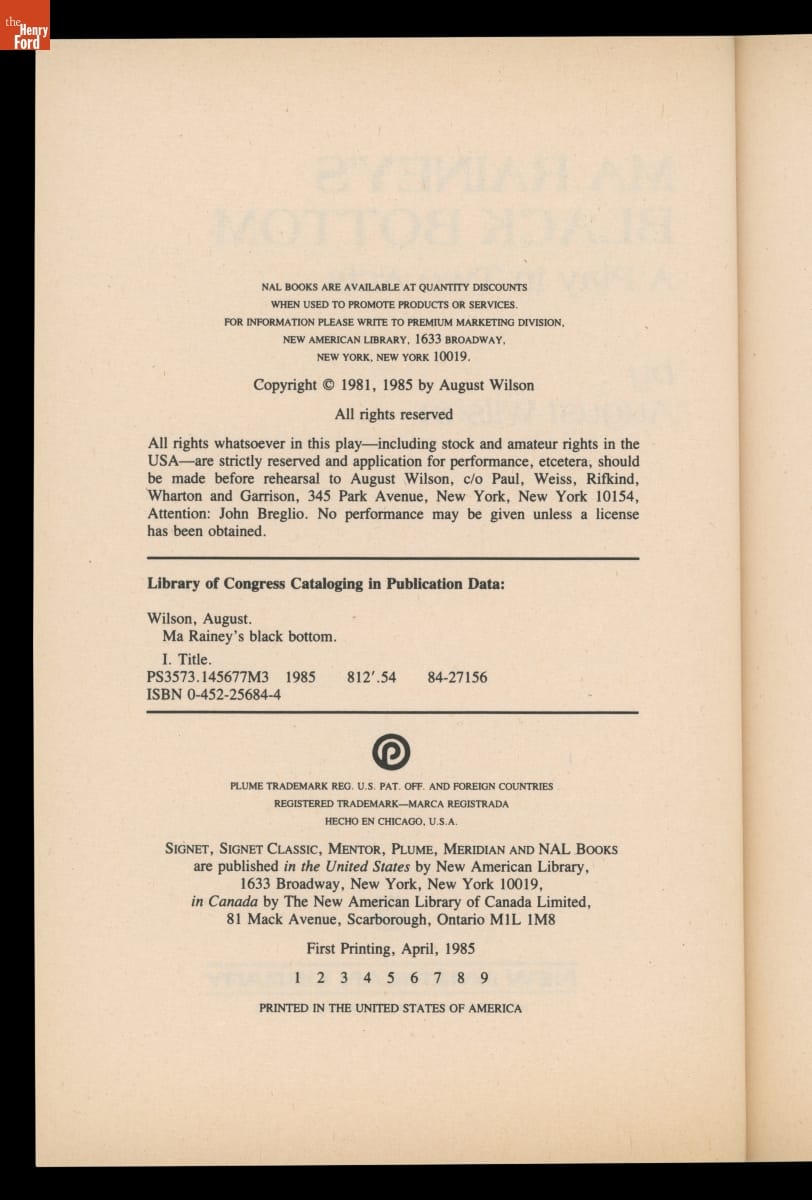 the
Henry
Ford
MA RAINEY'S
BLACK BOTTOM
A Play in
by
August Wilson
NAL BOOKS ARE AVAILABLE AT QUANTITY DISCOUNTS
WHEN USED TO PROMOTE PRODUCTS OR SERVICES.
FOR INFORMATION PLEASE WRITE TO PREMIUM MARKETING DIVISION,
NEW AMERICAN LIBRARY, 1633 BROADWAY,
NEW YORK, NEW YORK 10019.
Copyright © 1981, 1985 by August Wilson
All rights reserved
All rights whatsoever in this play—including stock and amateur rights in the
USA—are strictly reserved and application for performance, etcetera, should
be made before rehearsal to August Wilson, c/o Paul, Weiss, Rifkind,
Wharton and Garrison, 345 Park Avenue, New York, New York 10154,
Attention: John Breglio. No performance may be given unless a license
has been obtained.
Library of Congress Cataloging in Publication Data:
Wilson, August.
Ma Rainey's black bottom.
I. Title.
PS3573.145677M3 1985 812'.54 84-27156
ISBN 0-452-25684-4
PLUME TRADEMARK REG. U.S. PAT. OFF. AND FOREIGN COUNTRIES
REGISTERED TRADEMARK—MARCA REGISTRADA
HECHO EN CHICAGO, U.S.A.
SIGNET, SIGNET CLASSIC, MENTOR, PLUME, MERIDIAN AND NAL BOOKS
are published in the United States by New American Library,
1633 Broadway, New York, New York 10019,
in Canada by The New American Library of Canada Limited,
81 Mack Avenue, Scarborough, Ontario M1L 1M8
First Printing, April, 1985
1 2 3 4 5 6 7 8 9
PRINTED IN THE UNITED STATES OF AMERICA